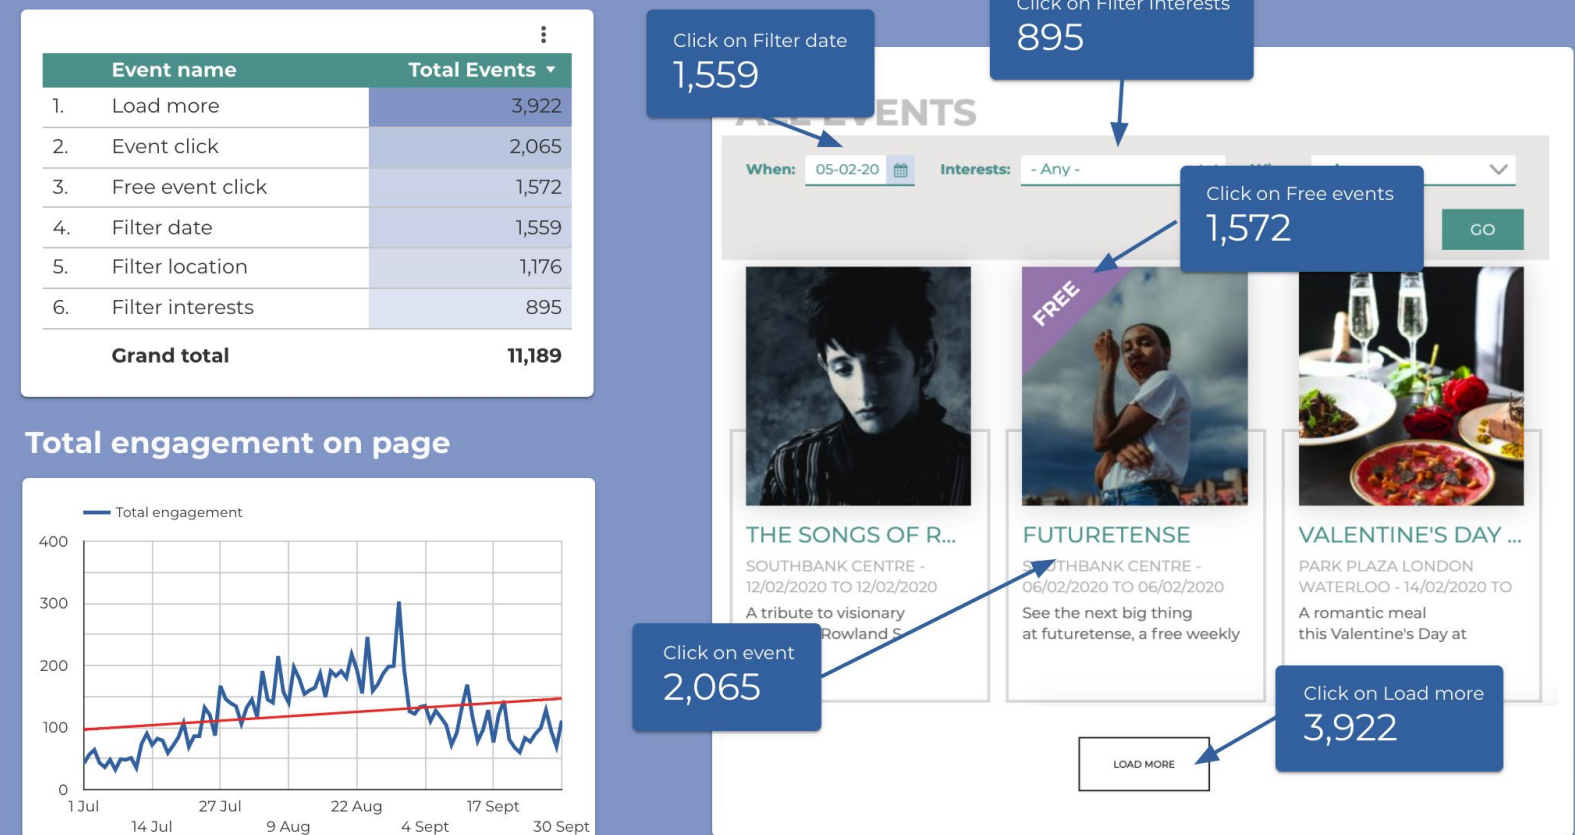 Event name Total Events
1. Load more 3,922
2. Event click 2,065
3. Free event click 1,572
4. Filter date 1,559
5. Filter location 1,176
6. Filter interests 895
Grand total 11,189
Total engagement on page
Total engagement
400
300
200
100
0
1 Jul 27 Jul 22 Aug 17 Sept
14 Jul 9 Aug 4 Sept 30 Sept
Click on Filter date
1,559
Click on Filter Interests
895
ALL EVENTS
When: 05-02-20 Interests: - Any -
Click on Free events
1,572
GO
FREE
THE SONGS OF R...
SOUTHBANK CENTRE -
12/02/2020 TO 12/02/2020
A tribute to visionary
Rowland S
FUTURETENSE
SOUTHBANK CENTRE -
06/02/2020 TO 06/02/2020
See the next big thing
at futuretense, a free weekly
VALENTINE'S DAY ...
PARK PLAZA LONDON
WATERLOO - 14/02/2020 TO
A romantic meal
this Valentine's Day at
Click on event
2,065
Click on Load more
3,922
LOAD MORE